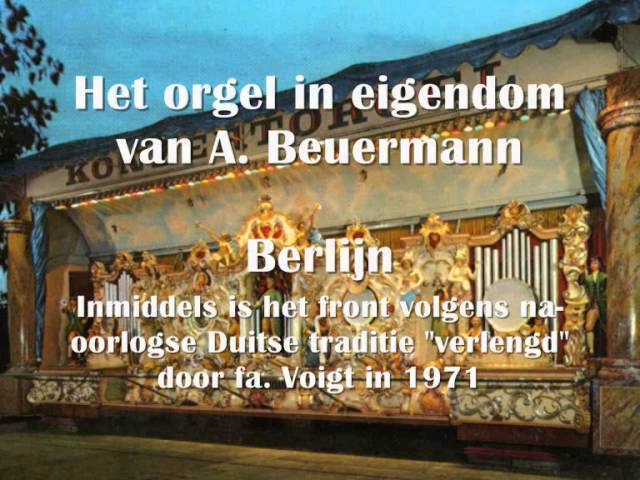 Het orgel in eigendom
van A. Beuermann
KONZERTORGEL
Berlijn
Inmiddels is het front volgens na-
oorlogse Duitse traditie "verlengd"
door fa. Voigt in 1971